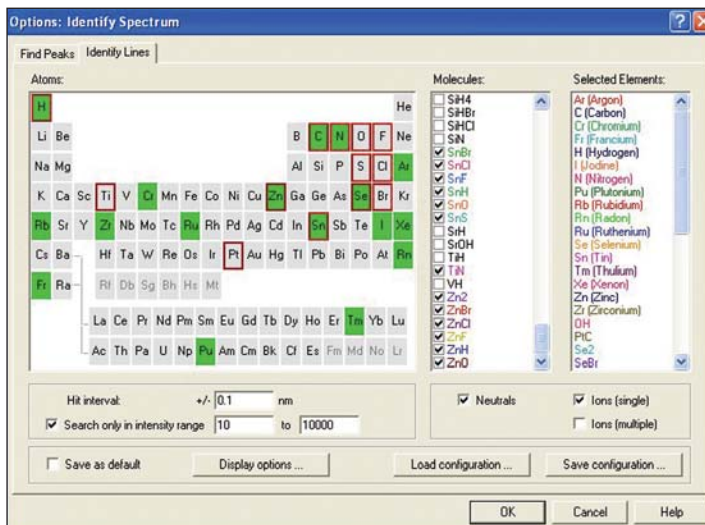 Options: Identify Spectrum
Find Peaks Identify Lines
Atoms:
H He
Li Be B C N O F Ne
Na Mg Al Si P S Cl Ar
K Ca Sc Ti V Cr Mn Fe Co Ni Cu Zn Ga Ge As Se Br Kr
Rb Sr Y Zr Nb Mo Tc Ru Rh Pd Ag Cd In Sn Sb Te I Xe
Cs Ba Hf Ta W Re Os Ir Pt Au Hg Tl Pb Bi Po At Rn
Fr Ra Rf Db Sg Bh Hs Mt
La Ce Pr Nd Pm Sm Eu Gd Tb Dy Ho Er Tm Yb Lu
Ac Th Pa U Np Pu Am Cm Bk Cf Es Fm Md No Lr
Molecules:
SiH4
SiHBr
SiHCl
SiN
SnBr
SnCl
SnF
SnH
SnO
SnS
SrH
SrOH
TiH
TiN
VH
Zn2
ZnBr
ZnCl
ZnF
ZnH
ZnO
Selected Elements:
Ar (Argon)
C (Carbon)
Cr (Chromium)
Fr (Francium)
H (Hydrogen)
I (Jodine)
N (Nitrogen)
Pu (Plutonium)
Rb (Rubidium)
Rn (Radon)
Ru (Ruthenium)
Se (Selenium)
Sn (Tin)
Tm (Thulium)
Xe (Xenon)
Zn (Zinc)
Zr (Zirconium)
OH
PtC
Se2
SeBr
Hit interval: +/- 0.1 nm
Search only in intensity range 10 to 10000
Neutrals
Ions (single)
Ions (multiple)
Save as default Display options ... Load configuration ... Save configuration ...
OK Cancel Help